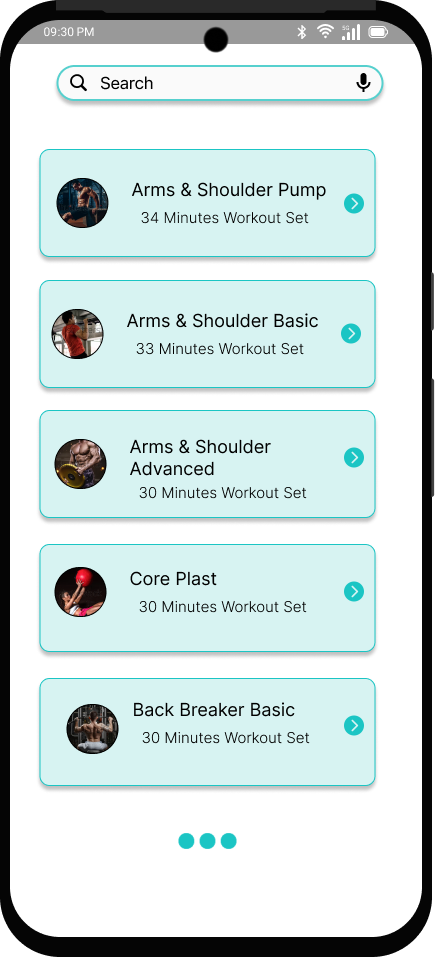 09:30 PM
5G
Search
Arms & Shoulder Pump
34 Minutes Workout Set
Arms & Shoulder Basic
33 Minutes Workout Set
Arms & Shoulder
Advanced
30 Minutes Workout Set
Core Plast
30 Minutes Workout Set
Back Breaker Basic
30 Minutes Workout Set